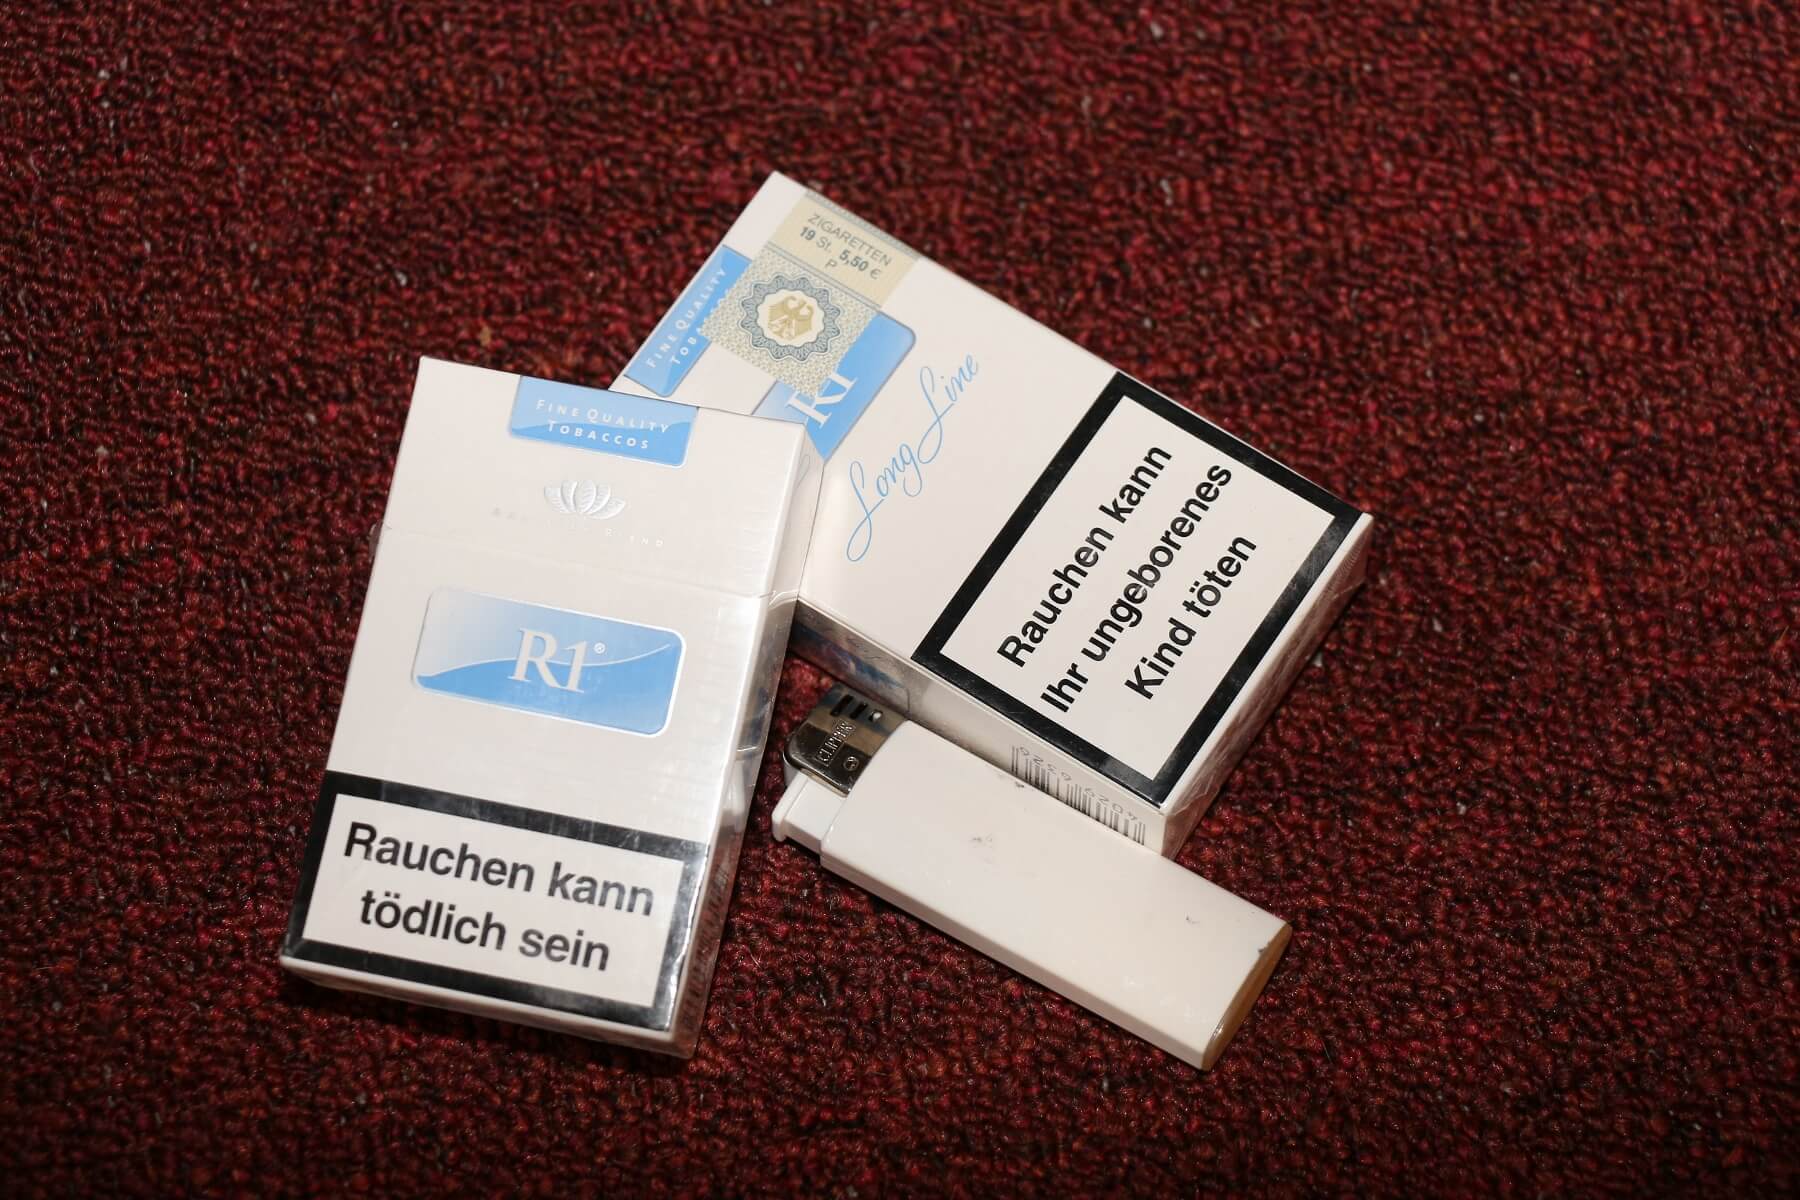 FINE QUALITY
TOBACCOS
R1®
Rauchen kann
tödlich sein
ZIGARETTEN
19 St. 5,50 €
P
FINE QUALITY
R1
Long Line
Rauchen kann
Ihr ungeborenes
Kind töten
CLIPPER